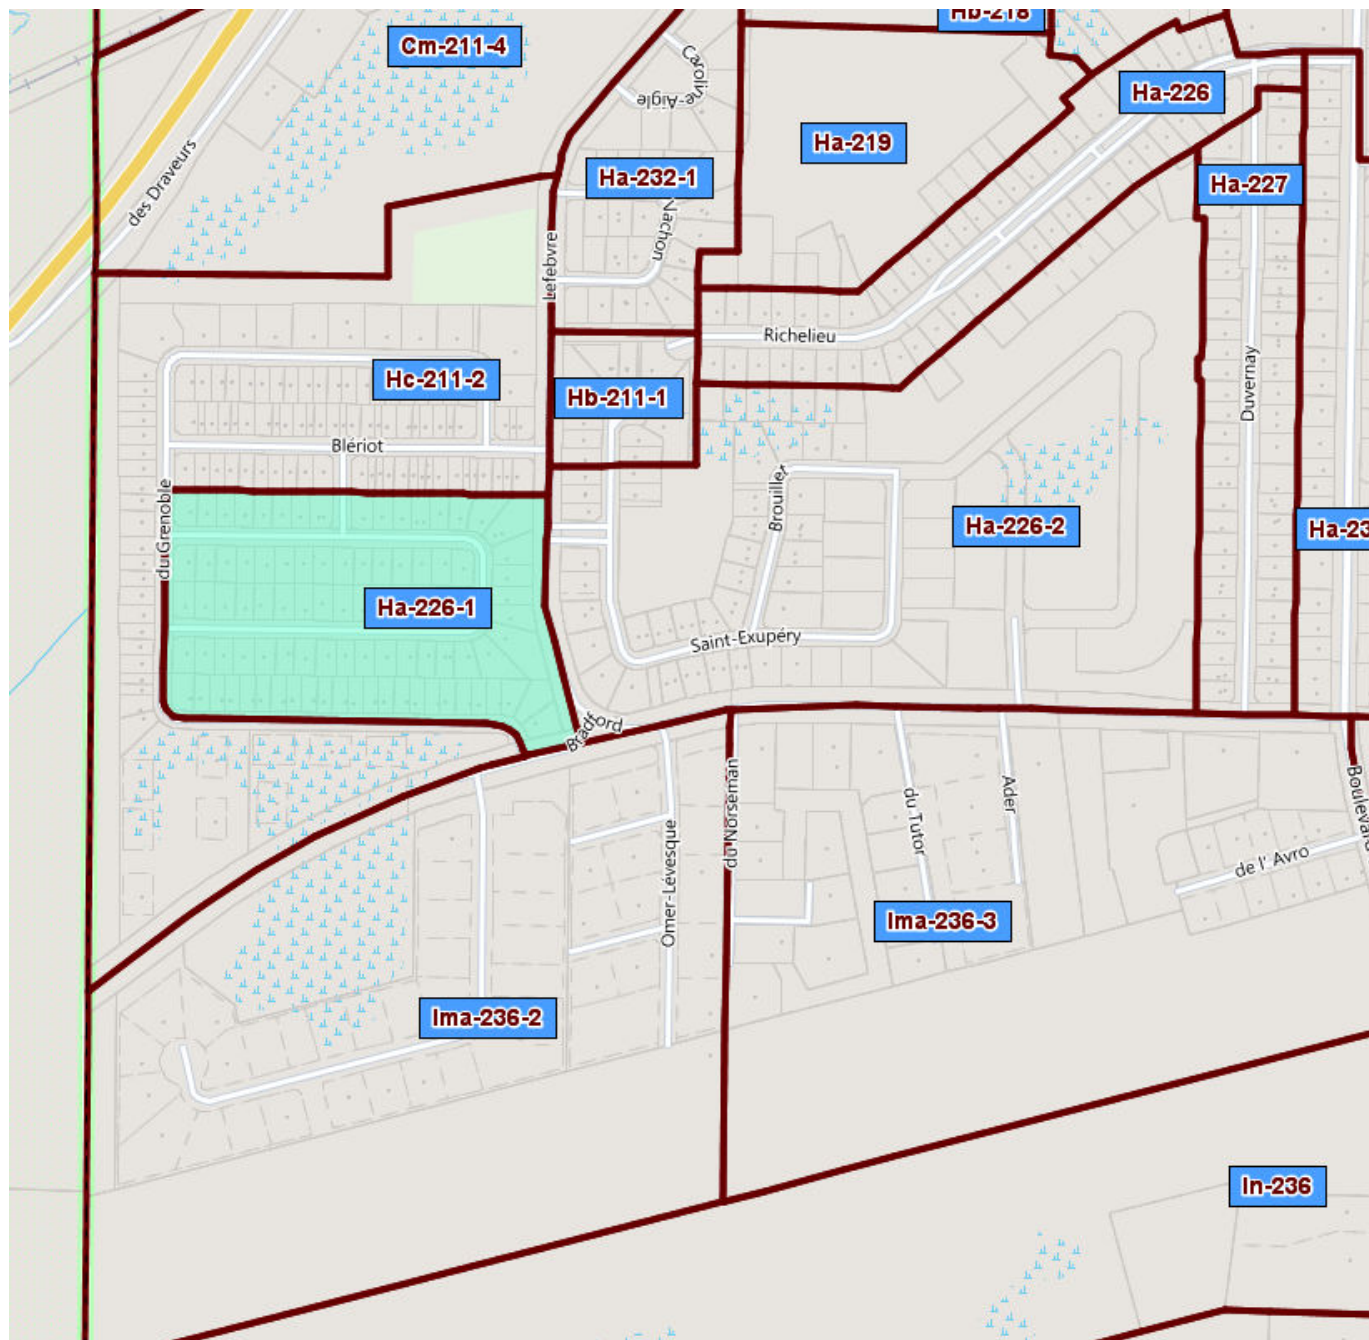 Hb-218
Cm-211-4
Caroline-Aigle
Ha-226
Ha-219
des Draveurs
Ha-232-1
Ha-227
Nachon
Lefebvre
Richelieu
Hc-211-2
Hb-211-1
Duvernay
Blériot
du Grenoble
Brouiller
Ha-226-2
Ha-23
Ha-226-1
Saint-Exupéry
Bradford
du Norseman
du Tutor
Ader
Boulevard
Omer-Lévesque
de l' Avro
Ima-236-3
Ima-236-2
In-236